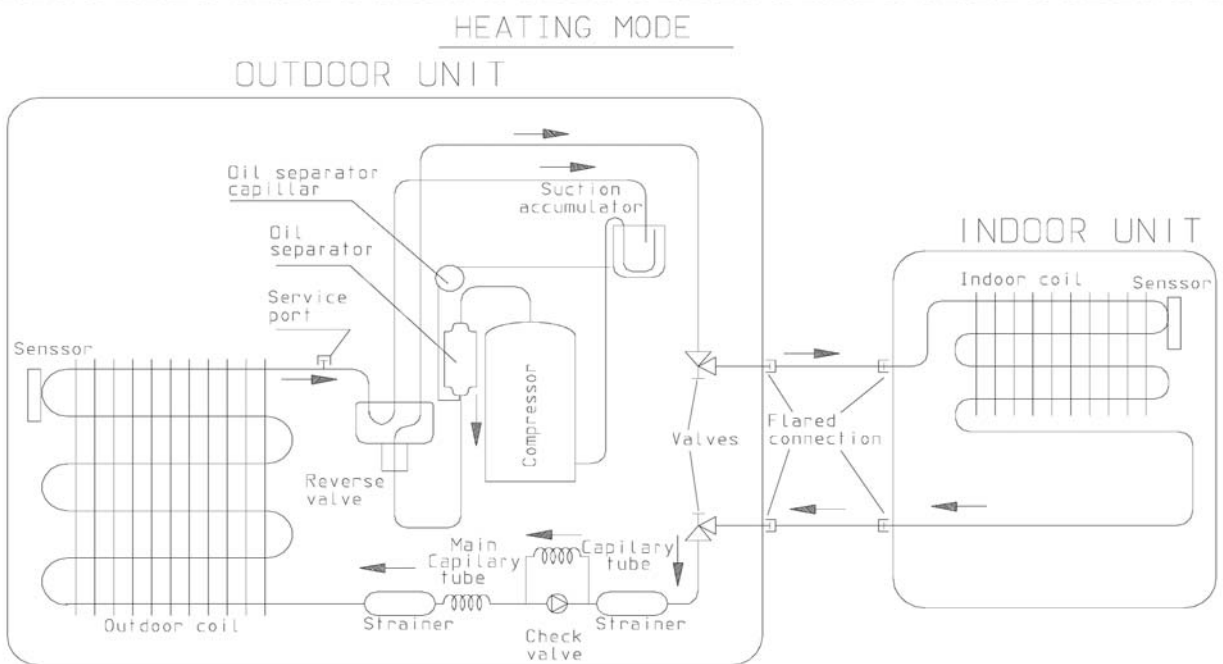 HEATING MODE
OUTDOOR UNIT
Oil separator
capillar
Suction
accumulator
Oil
separator
INDOOR UNIT
Indoor coil
Senssor
Service
port
Senssor
Compressor
Valves
Flared
connection
Reverse
valve
Main
Capilary
tube
Capilary
tube
Outdoor coil
Strainer
Check
valve
Strainer